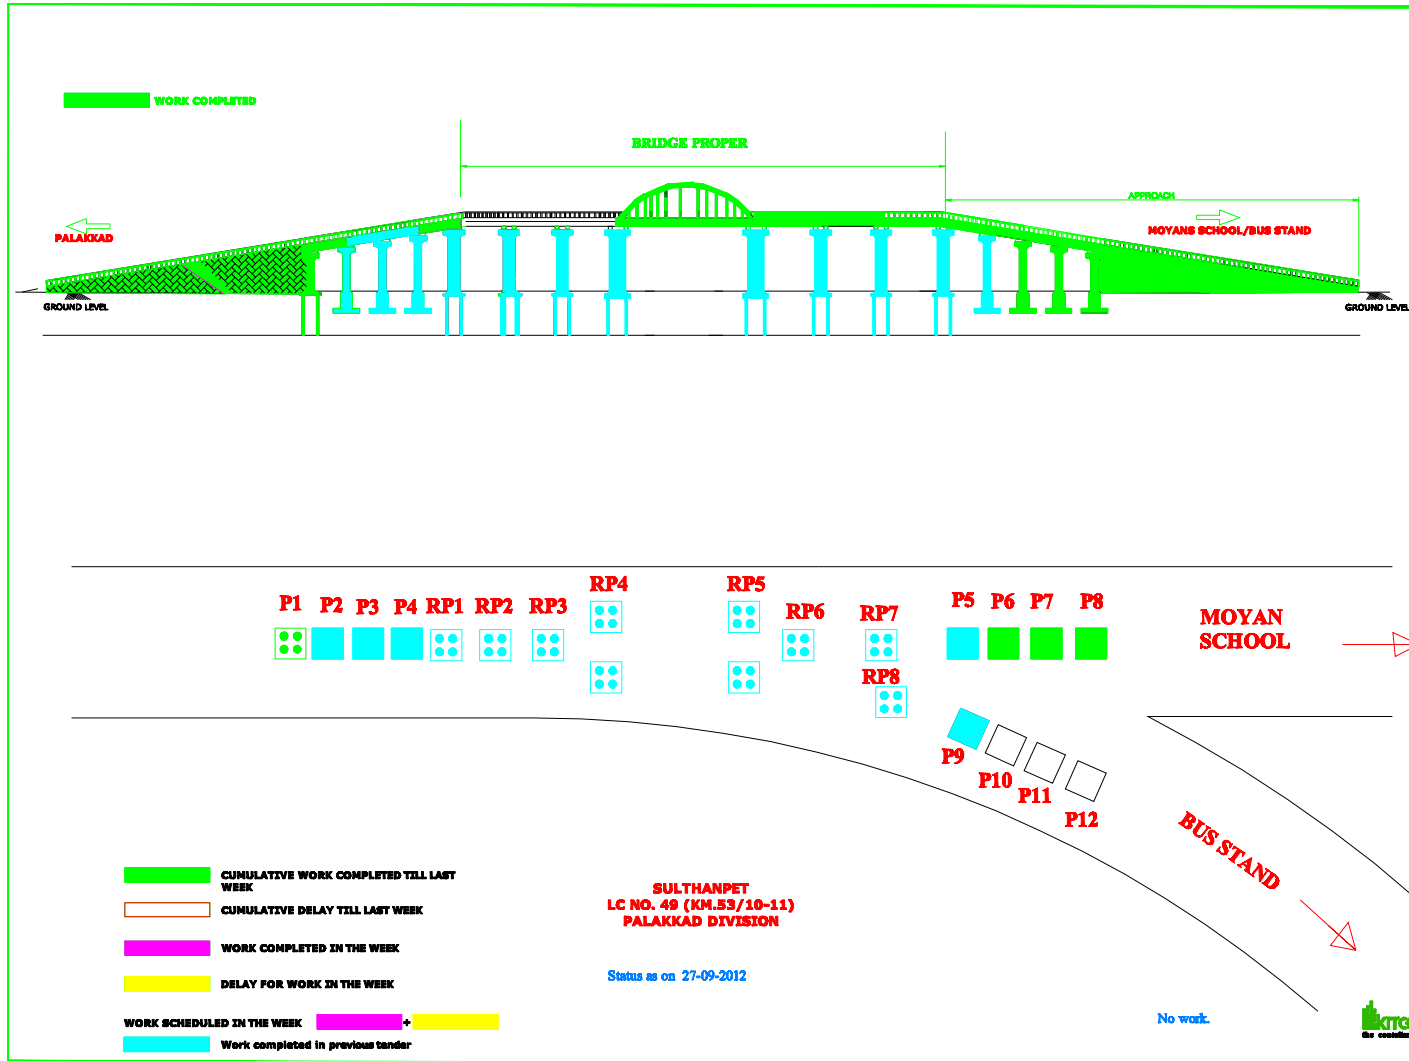 WORK COMPLETED
BRIDGE PROPER
APPROACH
PALAKKAD
MOYANS SCHOOL/BUS STAND
GROUND LEVEL
GROUND LEVEL
P1
P2
P3
P4
RP1
RP2
RP3
RP4
RP5
RP6
RP7
RP8
P5
P6
P7
P8
MOYAN
SCHOOL
P9
P10
P11
P12
BUS STAND
CUMULATIVE WORK COMPLETED TILL LAST
WEEK
CUMULATIVE DELAY TILL LAST WEEK
WORK COMPLETED IN THE WEEK
DELAY FOR WORK IN THE WEEK
WORK SCHEDULED IN THE WEEK +
Work completed in previous tender
SULTHANPET
LC NO. 49 (KM.53/10-11)
PALAKKAD DIVISION
Status as on 27-09-2012
No work.